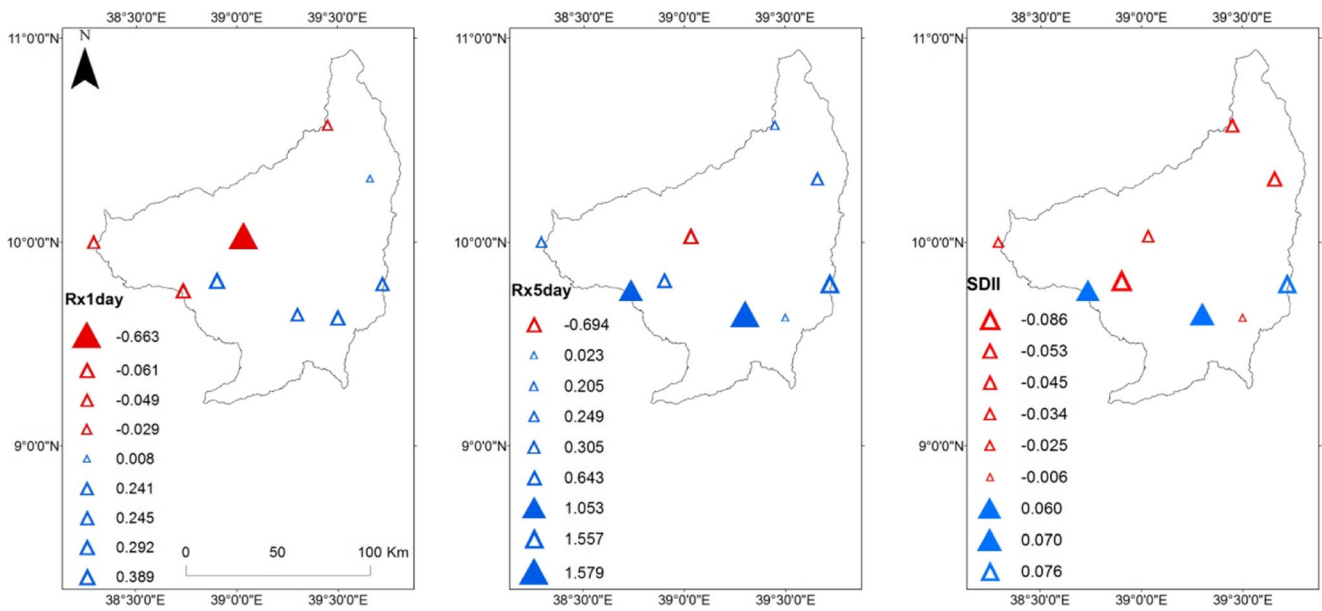 38°30'0"E 39°0'0"E 39°30'0"E
11°0'0"N
N
10°0'0"N
Rx1day
-0.663
-0.061
-0.049
-0.029
9°0'0"N
0.008
0.241
0.245
0.292
0.389
0 50 100 Km
38°30'0"E 39°0'0"E 39°30'0"E
38°30'0"E 39°0'0"E 39°30'0"E
11°0'0"N
10°0'0"N
Rx5day
-0.694
0.023
0.205
0.249
9°0'0"N
0.305
0.643
1.053
1.557
1.579
38°30'0"E 39°0'0"E 39°30'0"E
38°30'0"E 39°0'0"E 39°30'0"E
11°0'0"N
10°0'0"N
SDII
-0.086
-0.053
-0.045
-0.034
9°0'0"N
-0.025
-0.006
0.060
0.070
0.076
38°30'0"E 39°0'0"E 39°30'0"E